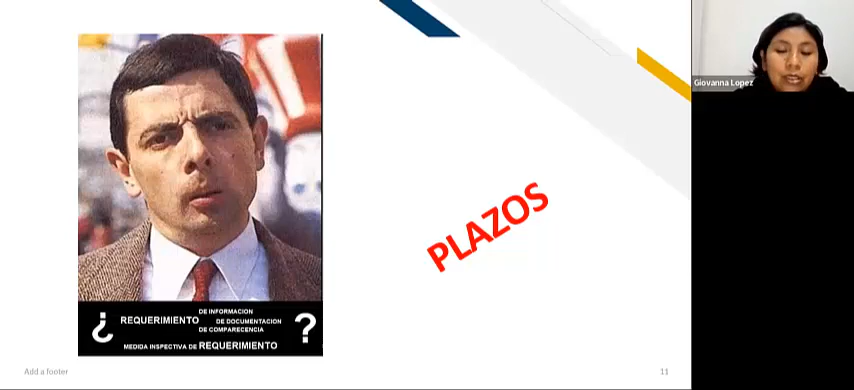 Giovanna Lopez
PLAZOS
¿ REQUERIMIENTO DE INFORMACION
DE DOCUMENTACION
DE COMPARECENCIA ?
MEDIDA INSPECTIVA DE REQUERIMIENTO
Add a footer
11